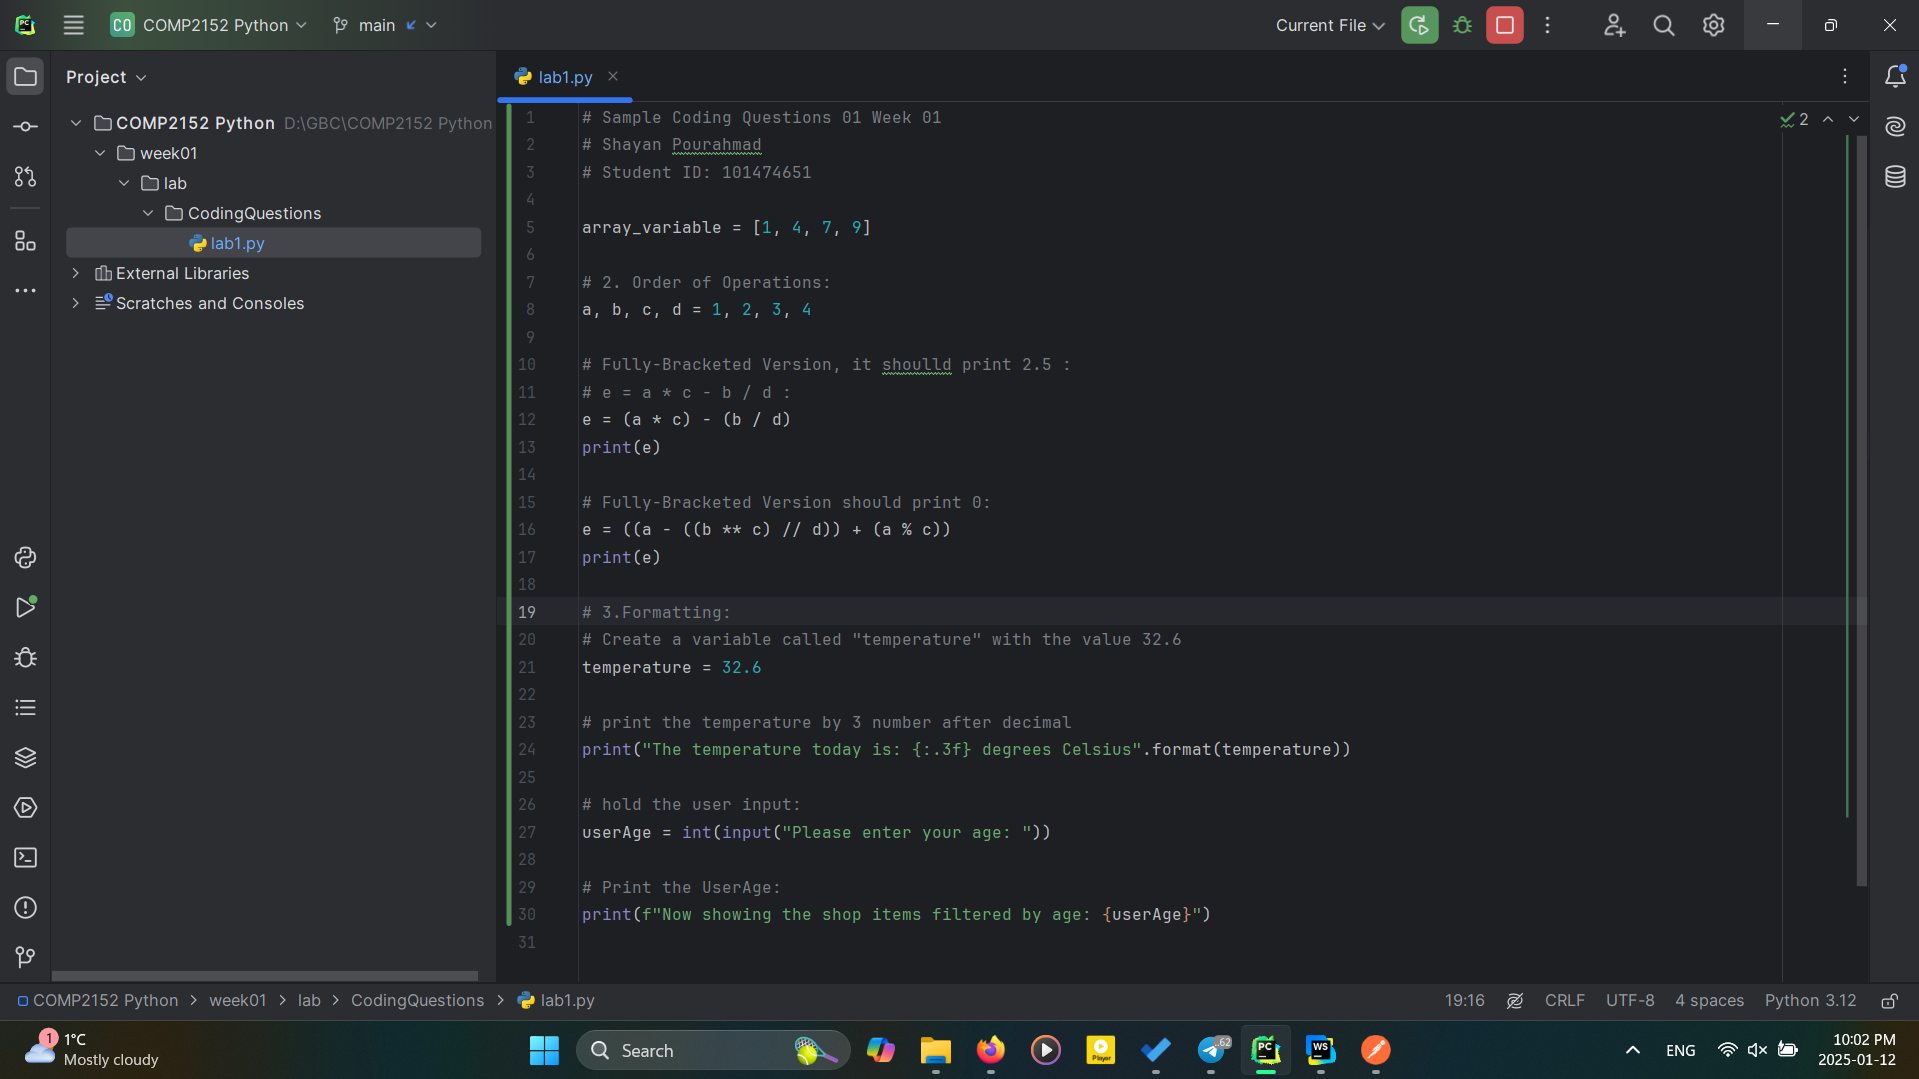 PC
CO COMP2152 Python
main
Current File
Project
lab1.py
COMP2152 Python D:\GBC\COMP2152 Python
week01
lab
CodingQuestions
lab1.py
External Libraries
Scratches and Consoles
2
1 # Sample Coding Questions 01 Week 01
2 # Shayan Pourahmad
3 # Student ID: 101474651
4
5 array_variable = [1, 4, 7, 9]
6
7 # 2. Order of Operations:
8 a, b, c, d = 1, 2, 3, 4
9
10 # Fully-Bracketed Version, it shoulld print 2.5 :
11 # e = a * c - b / d :
12 e = (a * c) - (b / d)
13 print(e)
14
15 # Fully-Bracketed Version should print 0:
16 e = ((a - ((b ** c) // d)) + (a % c))
17 print(e)
18
19 # 3.Formatting:
20 # Create a variable called "temperature" with the value 32.6
21 temperature = 32.6
22
23 # print the temperature by 3 number after decimal
24 print("The temperature today is: {:.3f} degrees Celsius".format(temperature))
25
26 # hold the user input:
27 userAge = int(input("Please enter your age: "))
28
29 # Print the UserAge:
30 print(f"Now showing the shop items filtered by age: {userAge}")
31
COMP2152 Python > week01 > lab > CodingQuestions > lab1.py
19:16 CRLF UTF-8 4 spaces Python 3.12
1
1°C
Mostly cloudy
Search
Player
.62
PC
WS
ENG
10:02 PM
2025-01-12